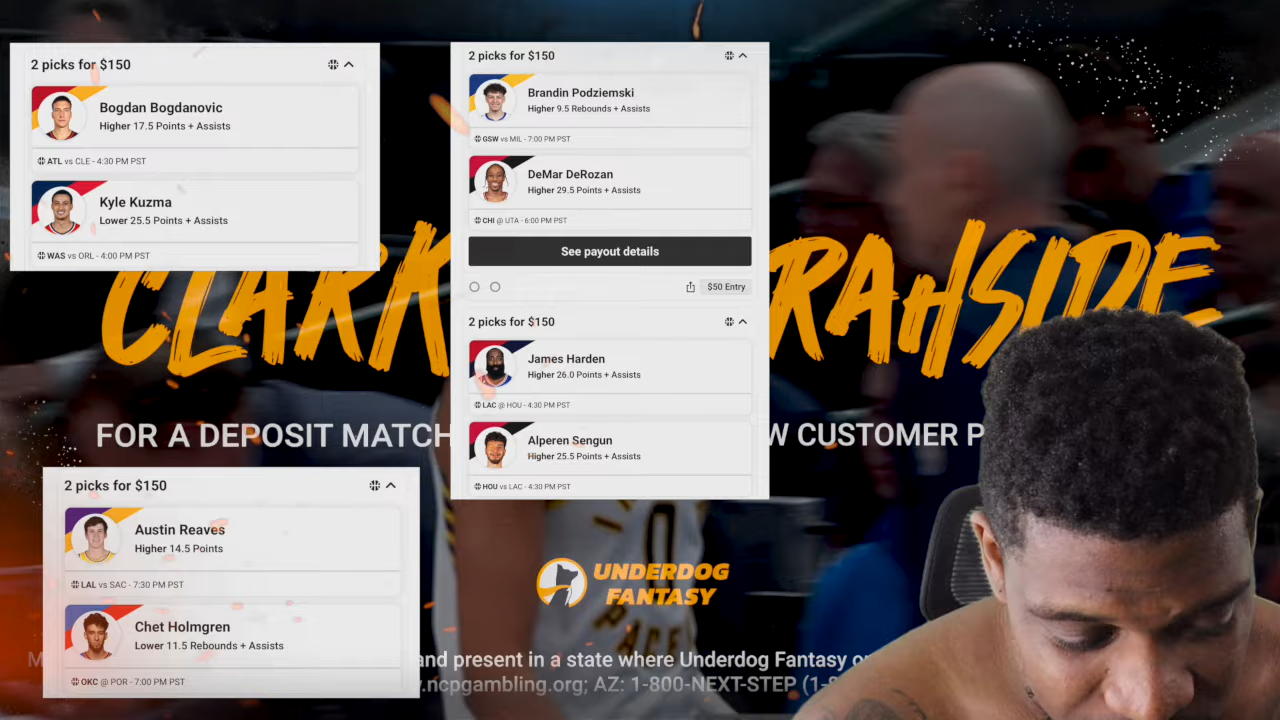 2 picks for $150
Bogdan Bogdanovic
Higher 17.5 Points + Assists
ATL vs CLE - 4:30 PM PST
Kyle Kuzma
Lower 25.5 Points + Assists
WAS vs ORL - 4:00 PM PST
2 picks for $150
Brandin Podziemski
Higher 9.5 Rebounds + Assists
GSW vs MIL - 7:00 PM PST
DeMar DeRozan
Higher 29.5 Points + Assists
CHI @ UTA - 6:00 PM PST
See payout details
$50 Entry
2 picks for $150
James Harden
Higher 26.0 Points + Assists
LAC @ HOU - 4:30 PM PST
Alperen Sengun
Higher 25.5 Points + Assists
HOU vs LAC - 4:30 PM PST
CLARK
FOR A DEPOSIT MATCH
CUSTOMER
2 picks for $150
Austin Reaves
Higher 14.5 Points
LAL vs SAC - 7:30 PM PST
Chet Holmgren
Lower 11.5 Rebounds + Assists
OKC @ POR - 7:00 PM PST
UNDERDOG
FANTASY
and present in a state where Underdog Fantasy
.ncpgambling.org; AZ: 1-800-NEXT-STEP (1-8